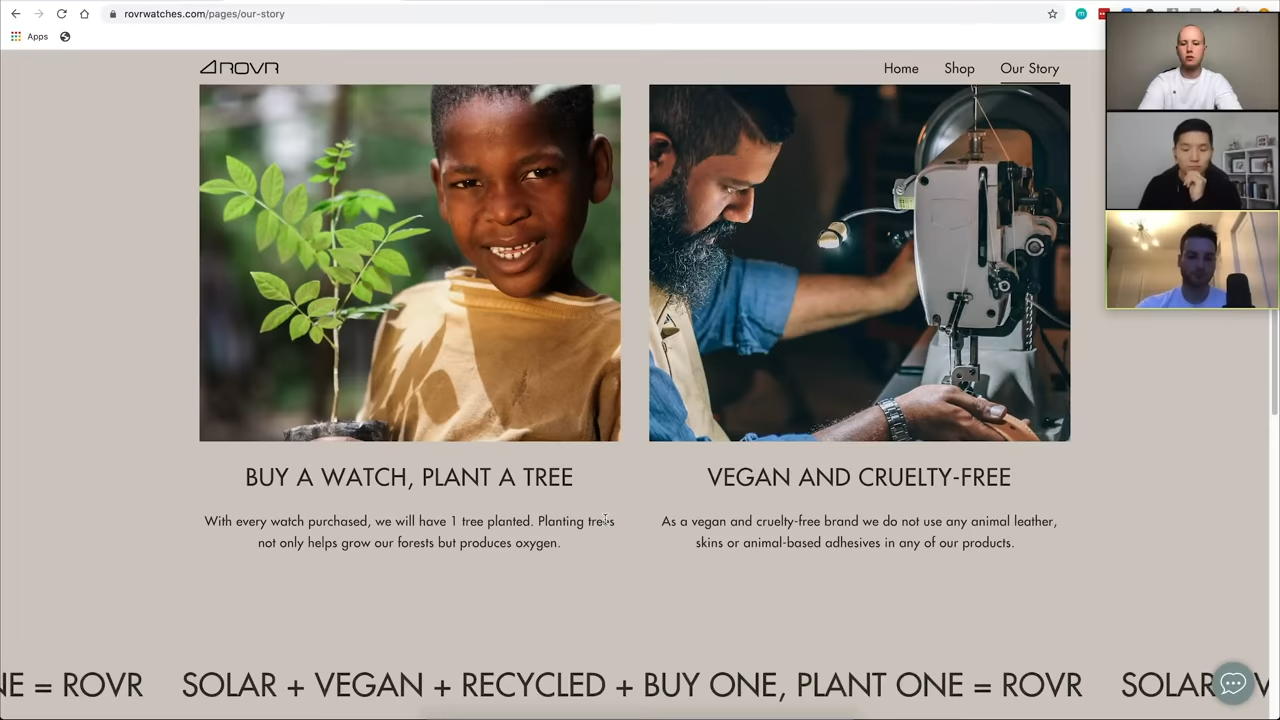 rovrwatches.com/pages/our-story
Apps
ROVR
Home Shop Our Story
BUY A WATCH, PLANT A TREE
With every watch purchased, we will have 1 tree planted. Planting trees
not only helps grow our forests but produces oxygen.
VEGAN AND CRUELTY-FREE
As a vegan and cruelty-free brand we do not use any animal leather,
skins or animal-based adhesives in any of our products.
= ROVR SOLAR + VEGAN + RECYCLED + BUY ONE, PLANT ONE = ROVR SOLAR